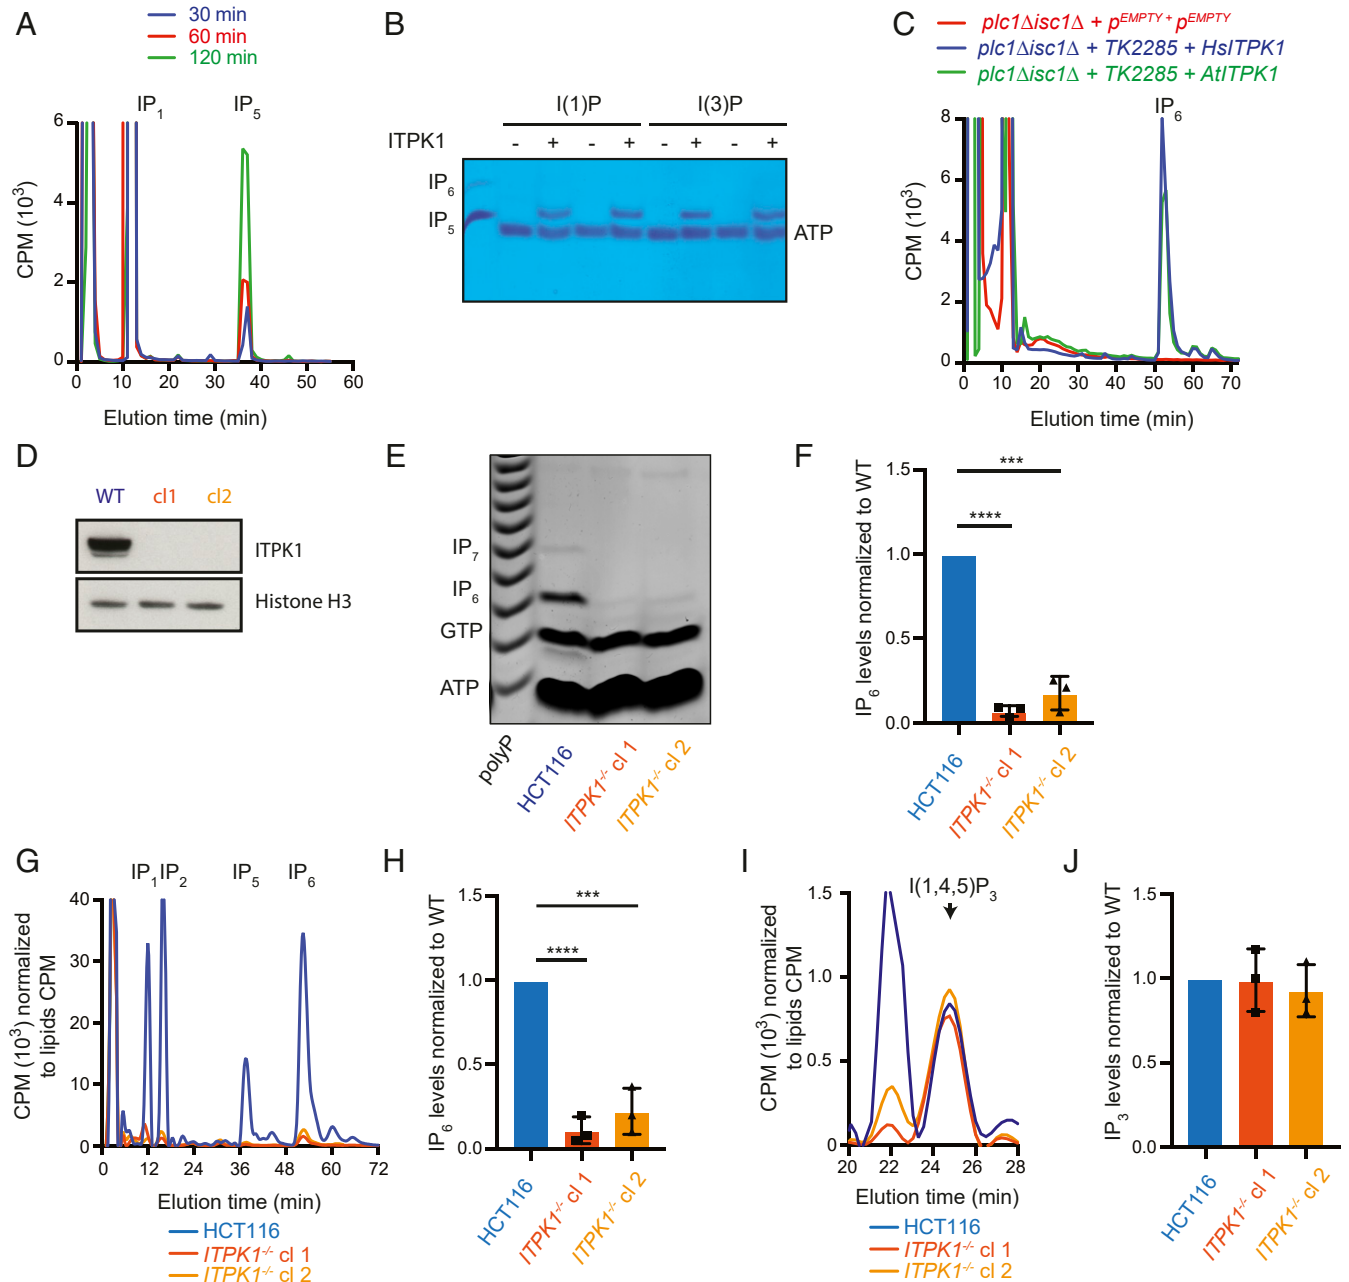 A
30 min
60 min
120 min
IP1
IP5
6
4
2
0
CPM (10³)
0 10 20 30 40 50 60
Elution time (min)
B
I(1)P I(3)P
ITPK1 - + - + - + - +
IP6
IP5
ATP
C
plc1Δisc1Δ + pEMPTY + pEMPTY
plc1Δisc1Δ + TK2285 + HsITPK1
plc1Δisc1Δ + TK2285 + AtITPK1
IP6
8
6
4
2
0
CPM (10³)
0 10 20 30 40 50 60 70
Elution time (min)
D
WT cl1 cl2
ITPK1
Histone H3
E
IP7
IP6
GTP
ATP
polyP
HCT116
ITPK1-/- cl 1
ITPK1-/- cl 2
F
IP6 levels normalized to WT
1.5
1.0
0.5
0.0
***
****
HCT116
ITPK1-/- cl 1
ITPK1-/- cl 2
G
IP1 IP2 IP5 IP6
CPM (10³) normalized
to lipids CPM
40
30
20
10
0
0 12 24 36 48 60 72
Elution time (min)
HCT116
ITPK1-/- cl 1
ITPK1-/- cl 2
H
IP6 levels normalized to WT
1.5
1.0
0.5
0.0
***
****
HCT116
ITPK1-/- cl 1
ITPK1-/- cl 2
I
I(1,4,5)P3
CPM (10³) normalized
to lipids CPM
1.5
1.0
0.5
0
20 22 24 26 28
Elution time (min)
HCT116
ITPK1-/- cl 1
ITPK1-/- cl 2
J
IP3 levels normalized to WT
1.5
1.0
0.5
0.0
HCT116
ITPK1-/- cl 1
ITPK1-/- cl 2